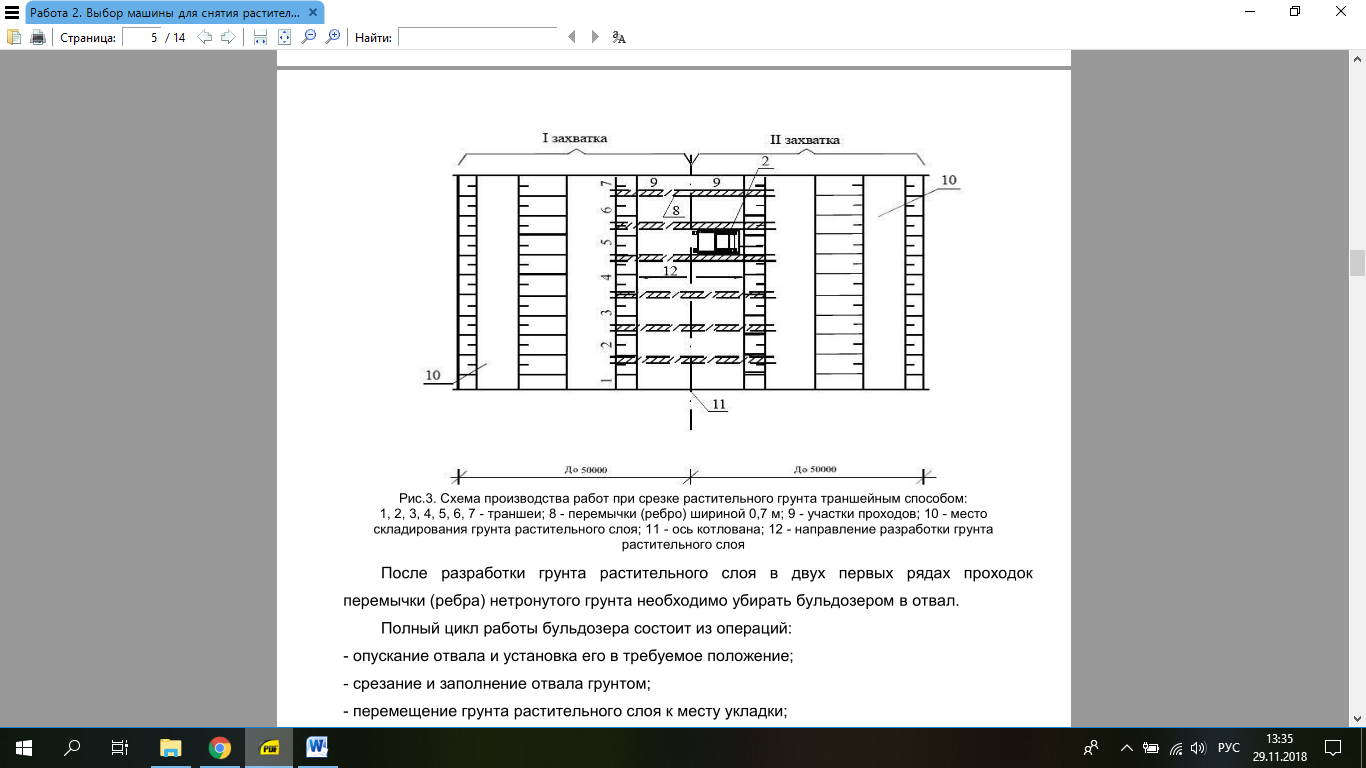 Работа 2. Выбор машины для снятия растител...
Страница: 5 / 14 Найти:
I захватка II захватка
2
7 9 9 10
6 8
5
12
4
3
2
10 1
11
До 50000 До 50000
Рис.3. Схема производства работ при срезке растительного грунта траншейным способом:
1, 2, 3, 4, 5, 6, 7 - траншеи; 8 - перемычки (ребро) шириной 0,7 м; 9 - участки проходов; 10 - место
складирования грунта растительного слоя; 11 - ось котлована; 12 - направление разработки грунта
растительного слоя
После разработки грунта растительного слоя в двух первых рядах проходок
перемычки (ребра) нетронутого грунта необходимо убирать бульдозером в отвал.
Полный цикл работы бульдозера состоит из операций:
- опускание отвала и установка его в требуемое положение;
- срезание и заполнение отвала грунтом;
- перемещение грунта растительного слоя к месту укладки;
PDF
РУС
13:35
29.11.2018